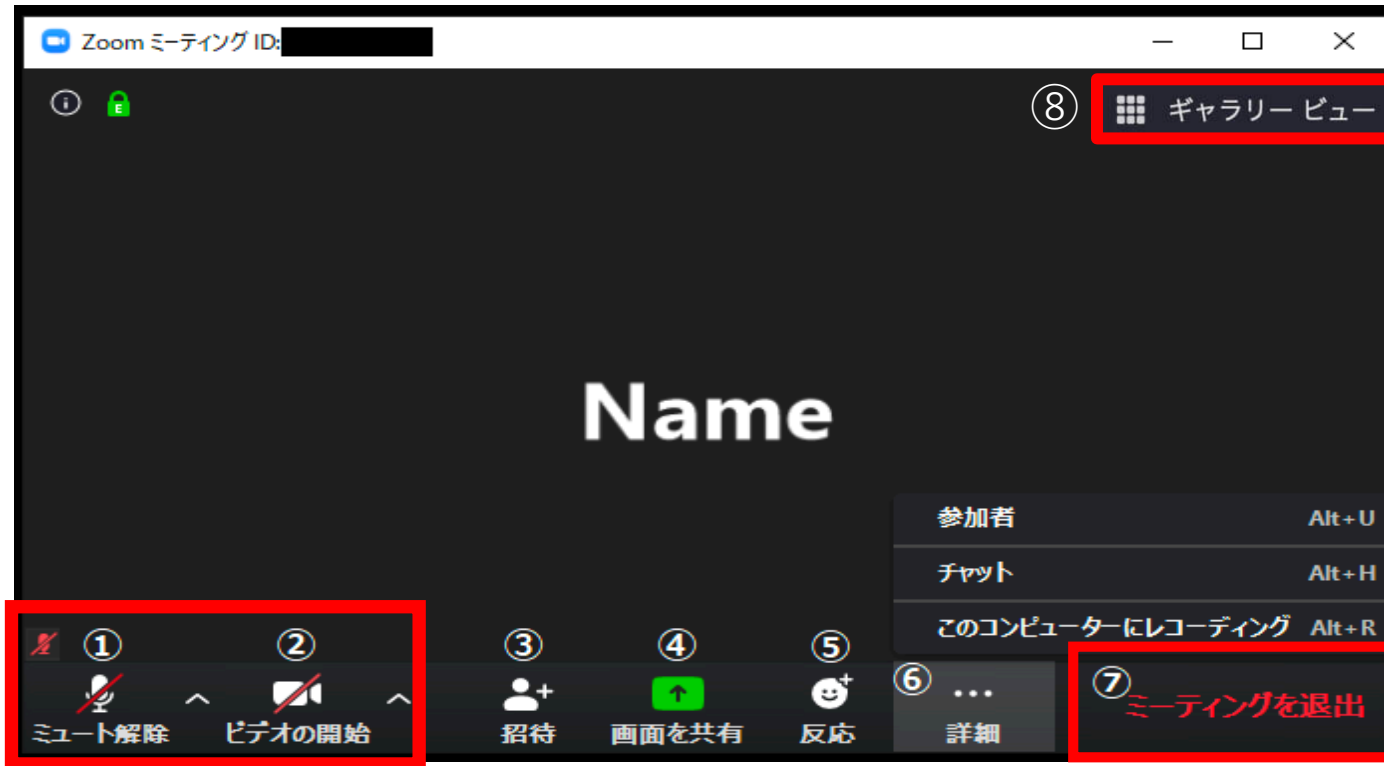 Zoom ミーティング ID:
⑧ ギャラリー ビュー
Name
参加者 Alt+U
チャット Alt+H
このコンピューターにレコーディング Alt+R
① ② ③ ④ ⑤ ⑥ ... ⑦
ミュート解除 ビデオの開始 招待 画面を共有 反応 詳細 ミーティングを退出